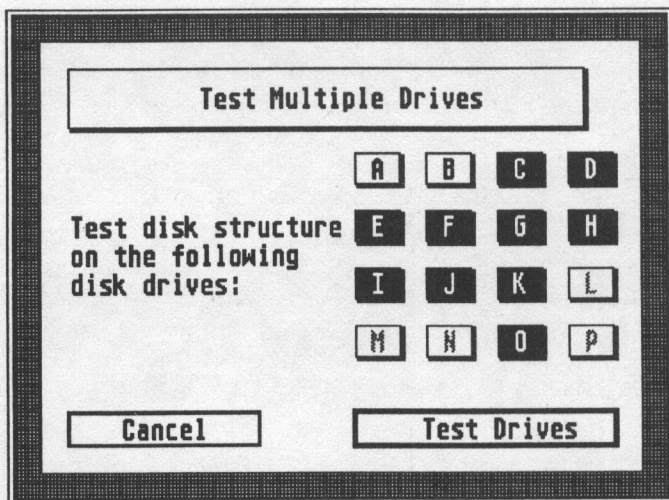 Test Multiple Drives
A B C D
Test disk structure E F G H
on the following
disk drives: I J K L
M N O P
Cancel Test Drives